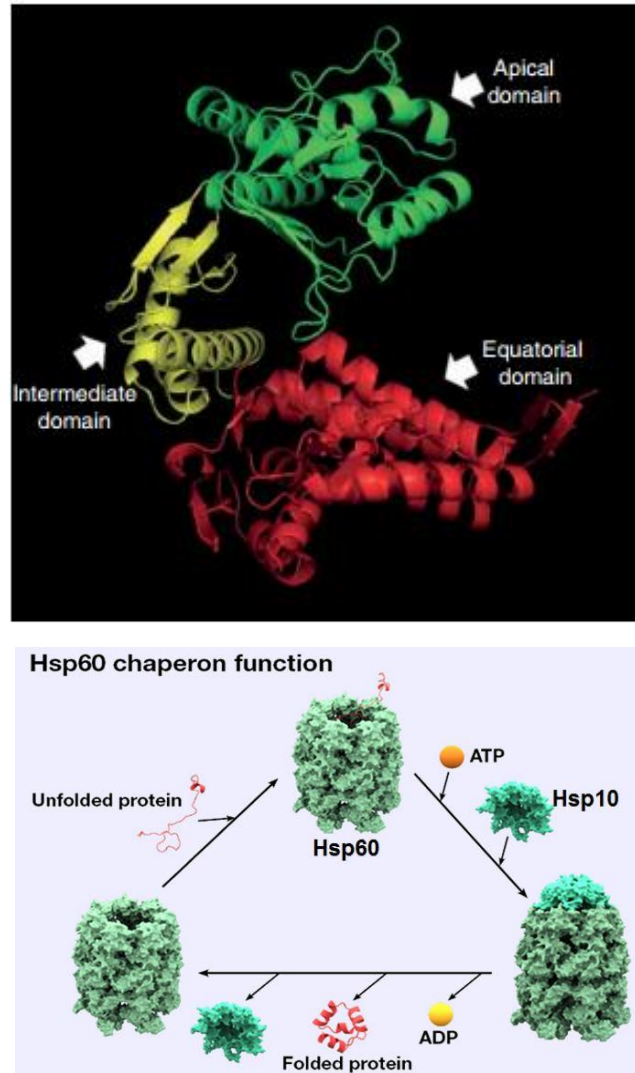 Apical
domain
Equatorial
domain
Intermediate
domain
Hsp60 chaperon function
ATP
Unfolded protein
Hsp10
Hsp60
ADP
Folded protein